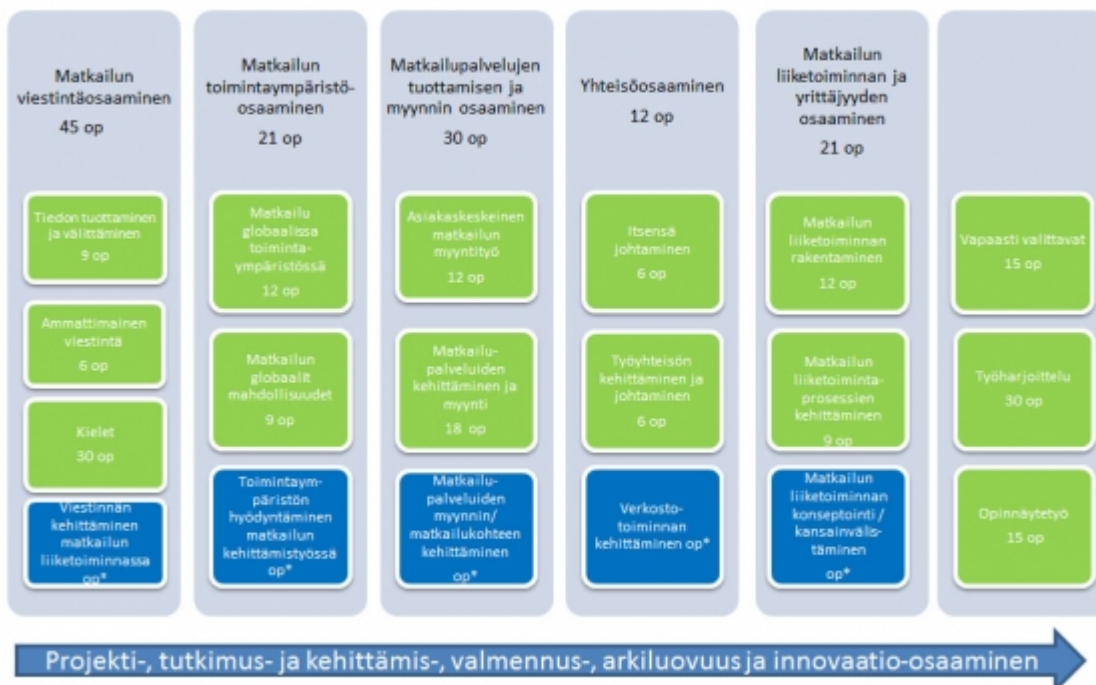 Matkailun
viestintäosaaminen
45 op
Tiedon tuottaminen
ja välittäminen
9 op
Ammattimainen
viestintä
6 op
Kielet
30 op
Viestinnän
kehittäminen
matkailun
liiketoiminnassa
op*
Matkailun
toimintaympäristö-
osaaminen
21 op
Matkailu
globaalissa
toiminta-
ympäristössä
12 op
Matkailun
globaalit
mahdollisuudet
9 op
Toimintaym-
päristön
hyödyntäminen
matkailun
kehittämistyössä
op*
Matkailupalvelujen
tuottamisen ja
myynnin osaaminen
30 op
Asiakaskeskeinen
matkailun
myyntityö
12 op
Matkailu-
palveluiden
kehittäminen ja
myynti
18 op
Matkailu-
palveluiden
myynnin/
matkailukohteen
kehittäminen
op*
Yhteisöosaaminen
12 op
Itsensä
johtaminen
6 op
Työyhteisön
kehittäminen ja
johtaminen
6 op
Verkosto-
toiminnan
kehittäminen op*
Matkailun
liiketoiminnan ja
yrittäjyyden
osaaminen
21 op
Matkailun
liiketoiminnan
rakentaminen
12 op
Matkailun
liiketoiminta-
prosessien
kehittäminen
9 op
Matkailun
liiketoiminnan
konseptointi /
kansainvälis-
täminen
op*
Vapaasti valittavat
15 op
Työharjoittelu
30 op
Opinnäytetyö
15 op
Projekti-, tutkimus- ja kehittämis-, valmennus-, arkiluovuus ja innovaatio-osaaminen